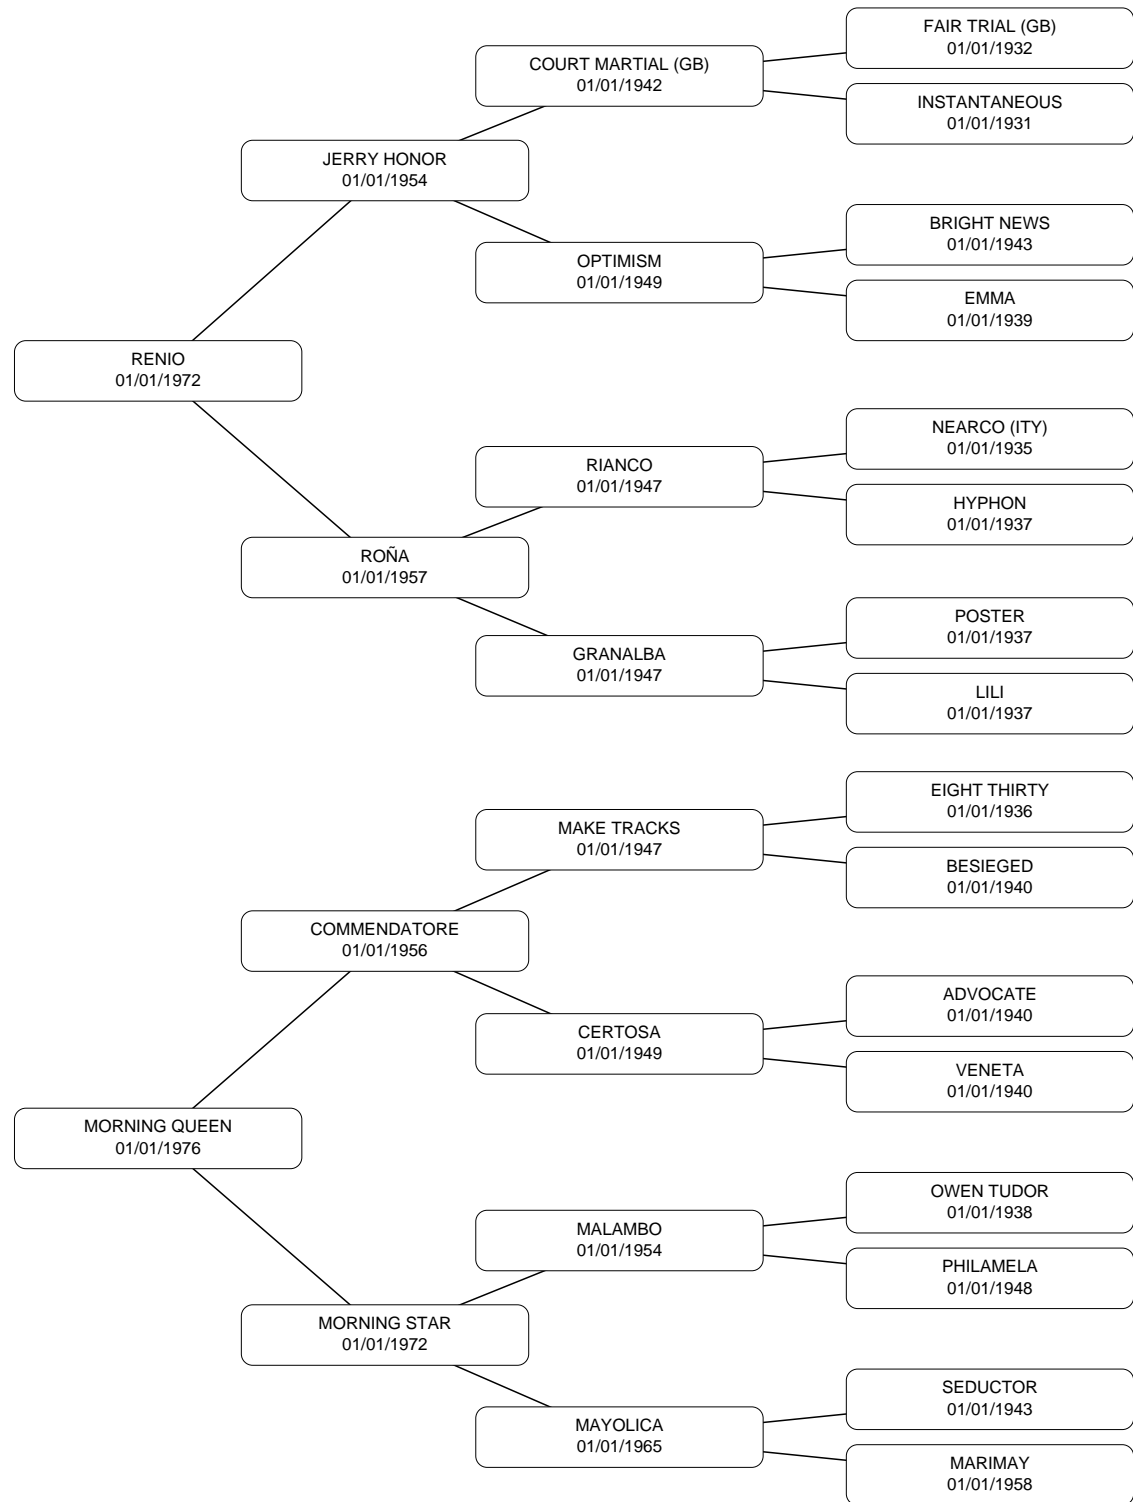 FAIR TRIAL (GB)
01/01/1932
COURT MARTIAL (GB)
01/01/1942
INSTANTANEOUS
01/01/1931
JERRY HONOR
01/01/1954
BRIGHT NEWS
01/01/1943
OPTIMISM
01/01/1949
EMMA
01/01/1939
RENIO
01/01/1972
NEARCO (ITY)
01/01/1935
RIANCO
01/01/1947
HYPHON
01/01/1937
ROÑA
01/01/1957
POSTER
01/01/1937
GRANALBA
01/01/1947
LILI
01/01/1937
EIGHT THIRTY
01/01/1936
MAKE TRACKS
01/01/1947
BESIEGED
01/01/1940
COMMENDATORE
01/01/1956
ADVOCATE
01/01/1940
CERTOSA
01/01/1949
VENETA
01/01/1940
MORNING QUEEN
01/01/1976
OWEN TUDOR
01/01/1938
MALAMBO
01/01/1954
PHILAMELA
01/01/1948
MORNING STAR
01/01/1972
SEDUCTOR
01/01/1943
MAYOLICA
01/01/1965
MARIMAY
01/01/1958